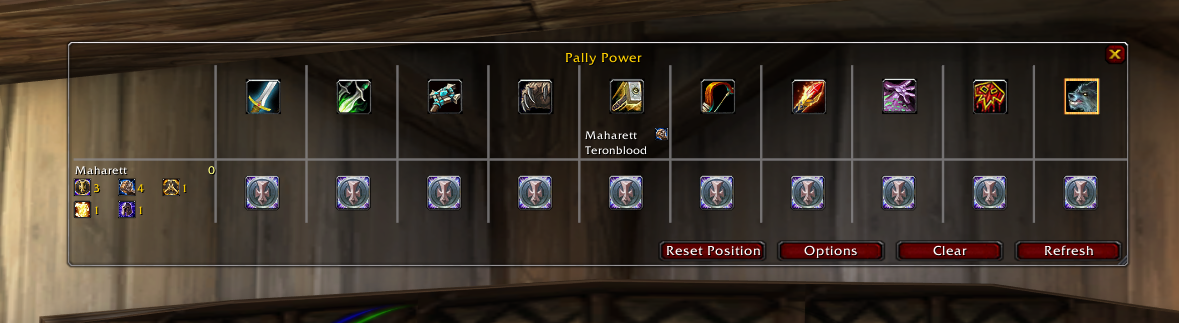 Pally Power
Maharett
Teronblood
Maharett 0
3 4 1
1 1
Reset Position Options Clear Refresh